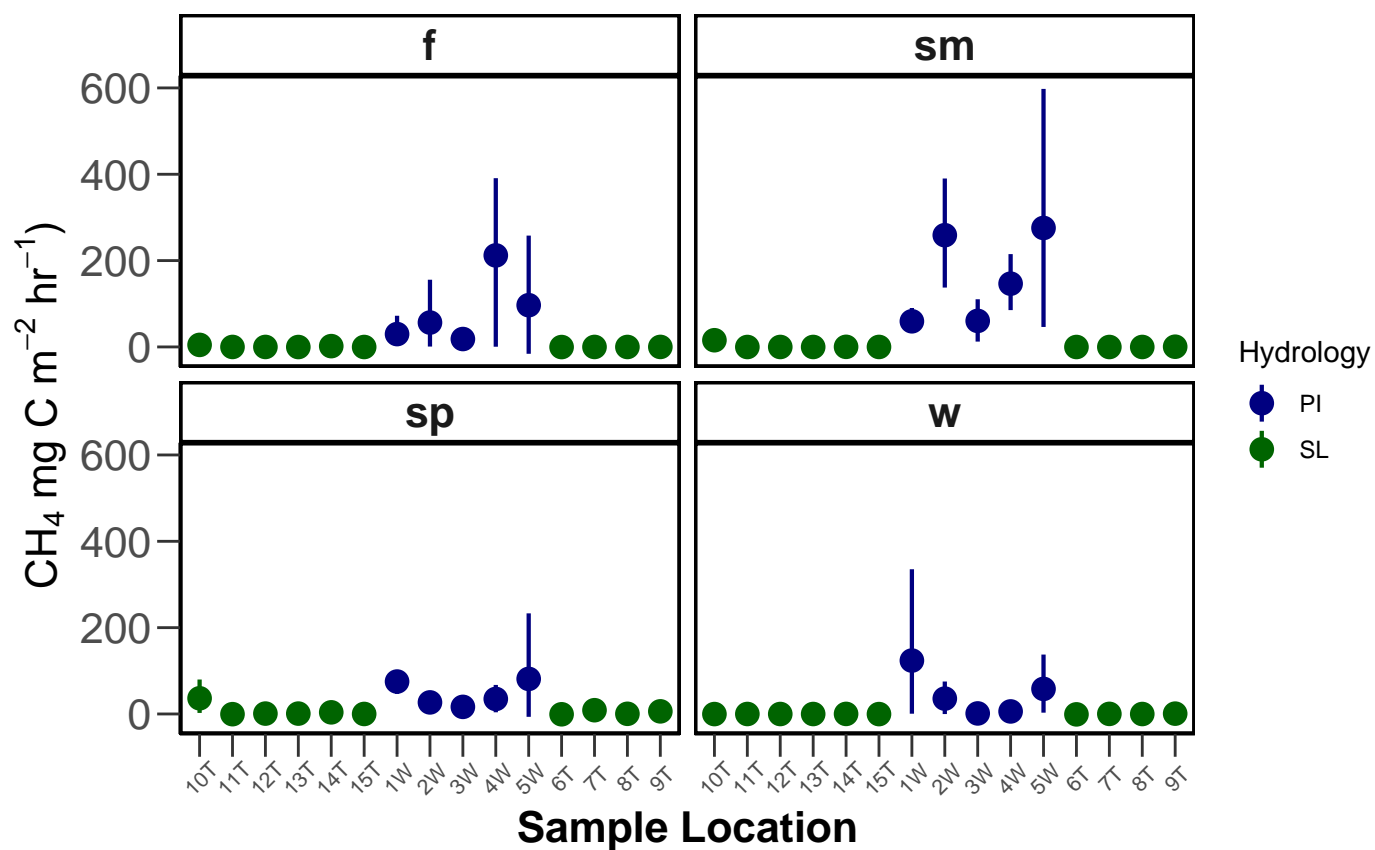 f
sm
600
400
200
0
sp
w
600
400
200
0
CH₄ mg C m⁻² hr⁻¹)
10T 11T 12T 13T 14T 15T 1W 2W 3W 4W 5W 6T 7T 8T 9T
10T 11T 12T 13T 14T 15T 1W 2W 3W 4W 5W 6T 7T 8T 9T
Sample Location
Hydrology
PI
SL